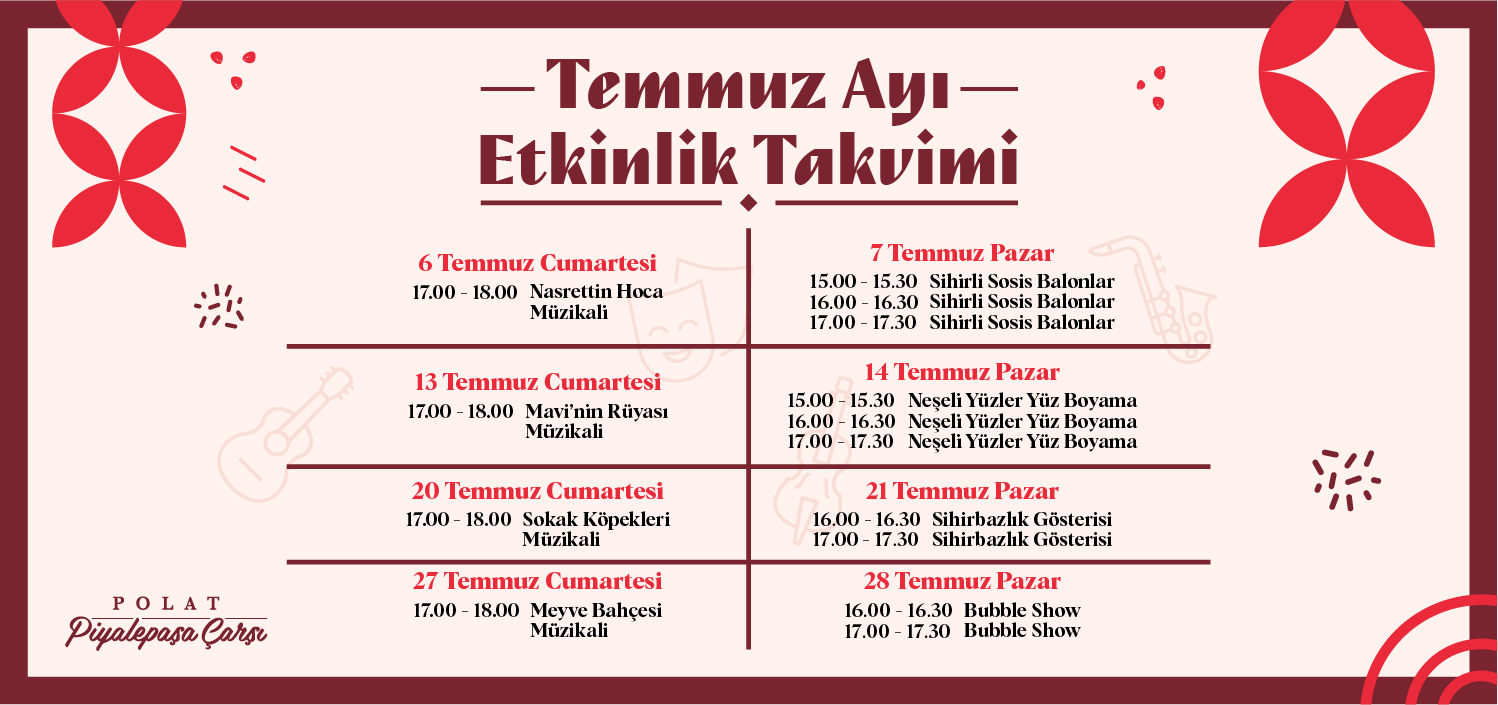 Temmuz Ayı
Etkinlik Takvimi
6 Temmuz Cumartesi
17.00 - 18.00 Nasrettin Hoca
Müzikali
7 Temmuz Pazar
15.00 - 15.30 Sihirli Sosis Balonlar
16.00 - 16.30 Sihirli Sosis Balonlar
17.00 - 17.30 Sihirli Sosis Balonlar
13 Temmuz Cumartesi
17.00 - 18.00 Mavi’nin Rüyası
Müzikali
14 Temmuz Pazar
15.00 - 15.30 Neşeli Yüzler Yüz Boyama
16.00 - 16.30 Neşeli Yüzler Yüz Boyama
17.00 - 17.30 Neşeli Yüzler Yüz Boyama
20 Temmuz Cumartesi
17.00 - 18.00 Sokak Köpekleri
Müzikali
21 Temmuz Pazar
16.00 - 16.30 Sihirbazlık Gösterisi
17.00 - 17.30 Sihirbazlık Gösterisi
27 Temmuz Cumartesi
17.00 - 18.00 Meyve Bahçesi
Müzikali
28 Temmuz Pazar
16.00 - 16.30 Bubble Show
17.00 - 17.30 Bubble Show
POLAT
Piyalepaşa Çarşı